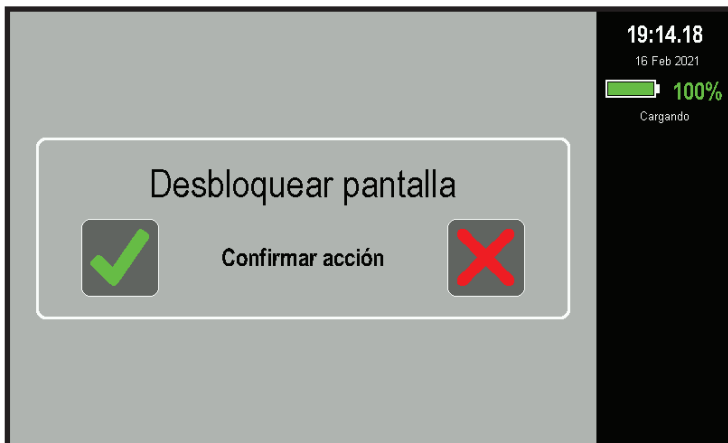 Desbloquear pantalla
Confirmar acción
19:14.18
16 Feb 2021
100%
Cargando